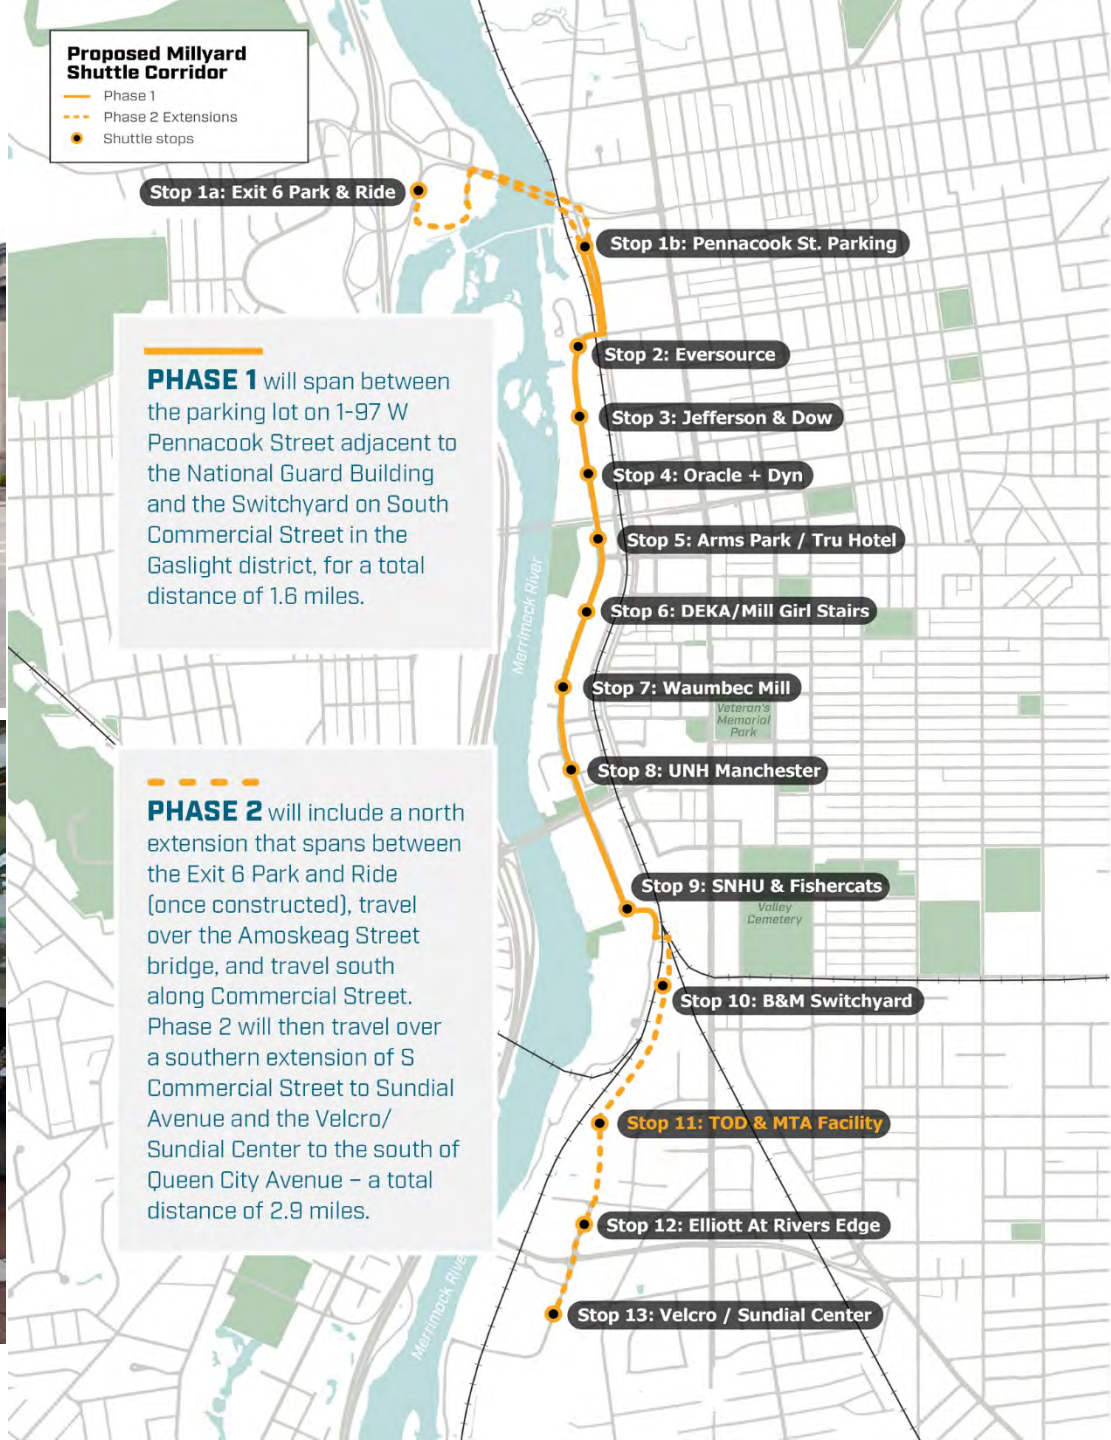 Proposed Millyard
Shuttle Corridor
Phase 1
Phase 2 Extensions
Shuttle stops
Stop 1a: Exit 6 Park & Ride
Stop 1b: Pennacook St. Parking
Stop 2: Eversource
PHASE 1 will span between
the parking lot on 1-97 W
Pennacook Street adjacent to
the National Guard Building
and the Switchyard on South
Commercial Street in the
Gaslight district, for a total
distance of 1.6 miles.
Stop 3: Jefferson & Dow
Stop 4: Oracle + Dyn
Stop 5: Arms Park / Tru Hotel
Merrimack River
Stop 6: DEKA/Mill Girl Stairs
Stop 7: Waumbec Mill
Veteran's
Memorial
Park
Stop 8: UNH Manchester
PHASE 2 will include a north
extension that spans between
the Exit 6 Park and Ride
(once constructed), travel
over the Amoskeag Street
bridge, and travel south
along Commercial Street.
Phase 2 will then travel over
a southern extension of S
Commercial Street to Sundial
Avenue and the Velcro/
Sundial Center to the south of
Queen City Avenue – a total
distance of 2.9 miles.
Stop 9: SNHU & Fishercats
Valley
Cemetery
Stop 10: B&M Switchyard
Stop 11: TOD & MTA Facility
Stop 12: Elliott At Rivers Edge
Merrimack River
Stop 13: Velcro / Sundial Center